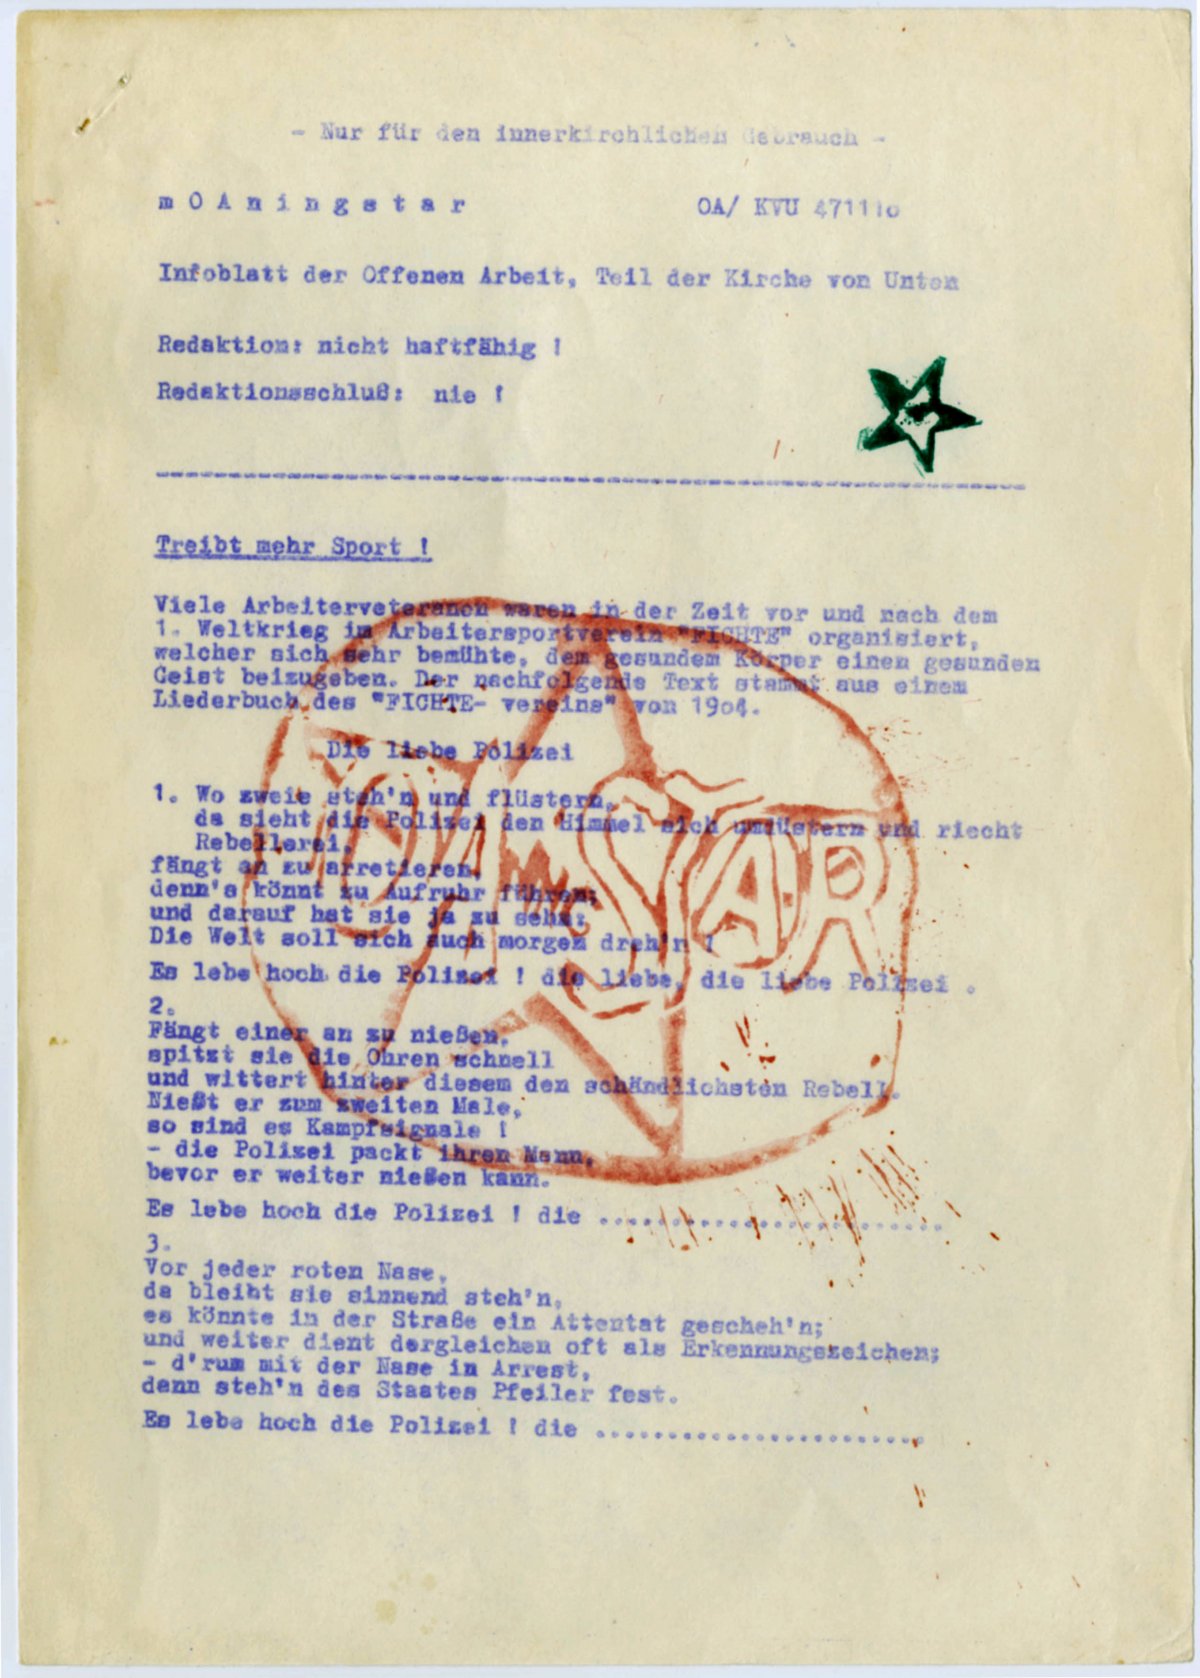 - Nur für den innerkirchlichen Gebrauch -
m O A n i n g s t a r OA/ KVU 471110
Infoblatt der Offenen Arbeit, Teil der Kirche von Unten
Redaktion: nicht haftfähig !
Redaktionsschluß: nie !
Treibt mehr Sport !
Viele Arbeiterveteranen waren in der Zeit vor und nach dem
1. Weltkrieg im Arbeitersportverein "FICHTE" organisiert,
welcher sich sehr bemühte, dem gesundem Körper einen gesunden
Geist beizugeben. Der nachfolgende Text stammt aus einem
Liederbuch des "FICHTE- vereins" von 19o4.
Die liebe Polizei
1. Wo zweie steh'n und flüstern,
da sieht die Polizei den Himmel sich umdüstern und riecht
Rebellerei,
fängt an zu arretieren,
denn's könnt zu Aufruhr führen;
und darauf hat sie ja zu sehn:
Die Welt soll sich auch morgen dreh'n !
Es lebe hoch die Polizei ! die liebe, die liebe Polizei .
2.
Fängt einer an zu nießen,
spitzt sie die Ohren schnell
und wittert hinter diesem den schändlichsten Rebell.
Nießt er zum zweiten Male,
so sind es Kampfsignale !
- die Polizei packt ihren Mann,
bevor er weiter nießen kann.
Es lebe hoch die Polizei ! die ........................
3.
Vor jeder roten Nase,
da bleibt sie sinnend steh'n,
es könnte in der Straße ein Attentat gescheh'n;
und weiter dient dergleichen oft als Erkennungszeichen;
- d'rum mit der Nase in Arrest,
dann steh'n des Staates Pfeiler fest.
Es lebe hoch die Polizei ! die .......................